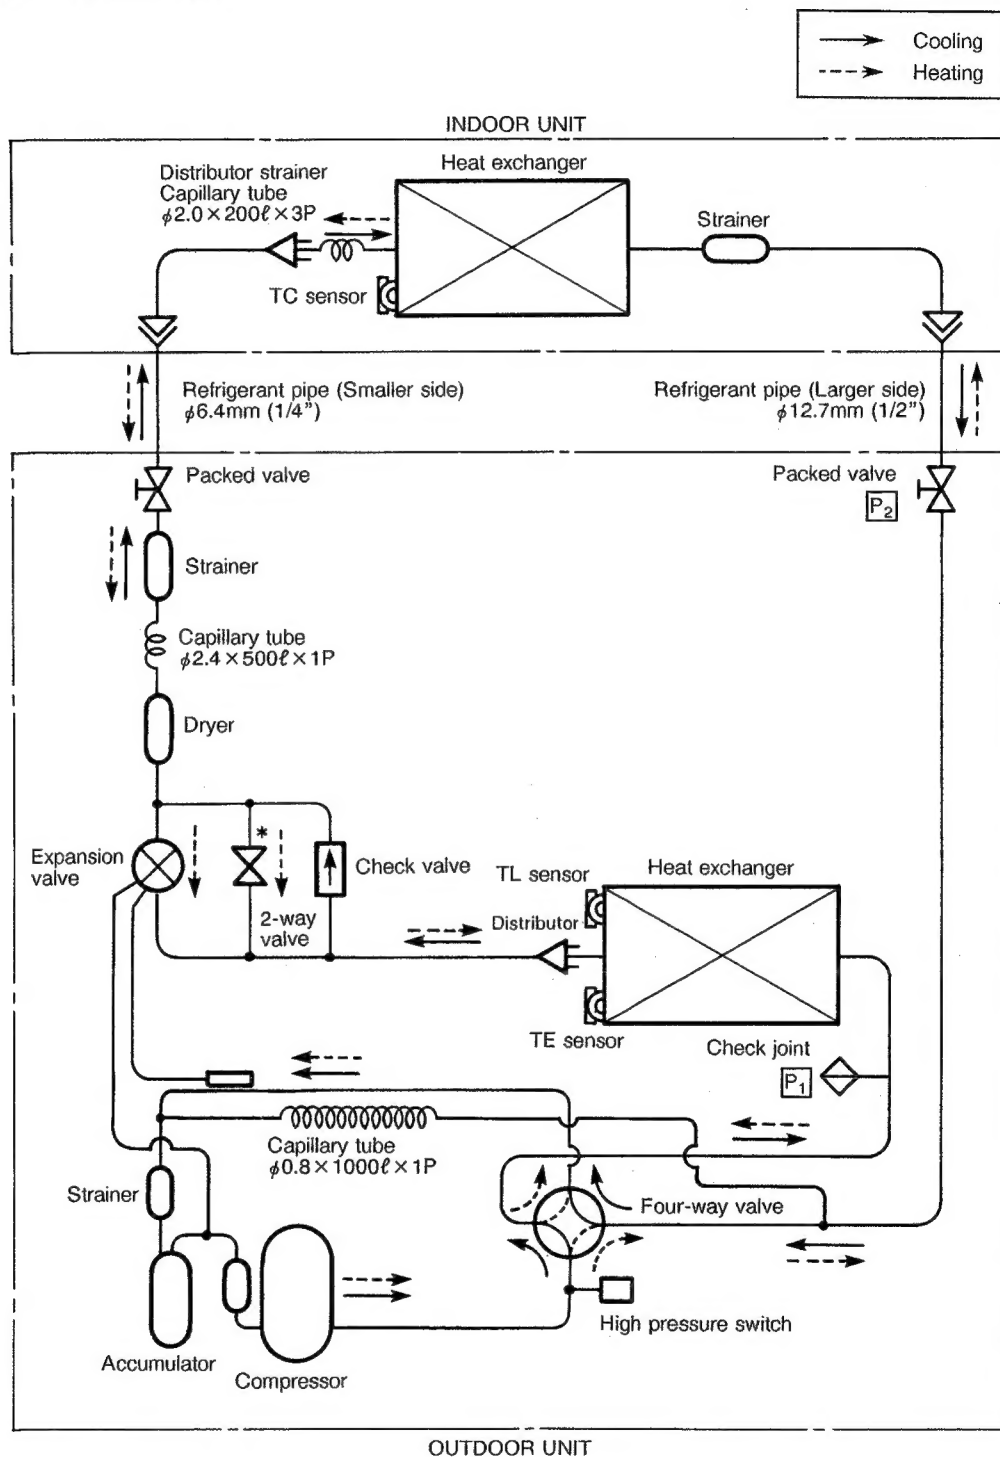 Cooling
Heating
INDOOR UNIT
Heat exchanger
Distributor strainer
Capillary tube
ϕ2.0×200ℓ×3P
Strainer
TC sensor
Refrigerant pipe (Smaller side)
ϕ6.4mm (1/4")
Refrigerant pipe (Larger side)
ϕ12.7mm (1/2")
Packed valve
Packed valve
P₂
Strainer
Capillary tube
ϕ2.4×500ℓ×1P
Dryer
Expansion
valve
*
2-way
valve
Check valve
TL sensor
Heat exchanger
Distributor
TE sensor
Check joint
P₁
Capillary tube
ϕ0.8×1000ℓ×1P
Strainer
Four-way valve
High pressure switch
Accumulator
Compressor
OUTDOOR UNIT